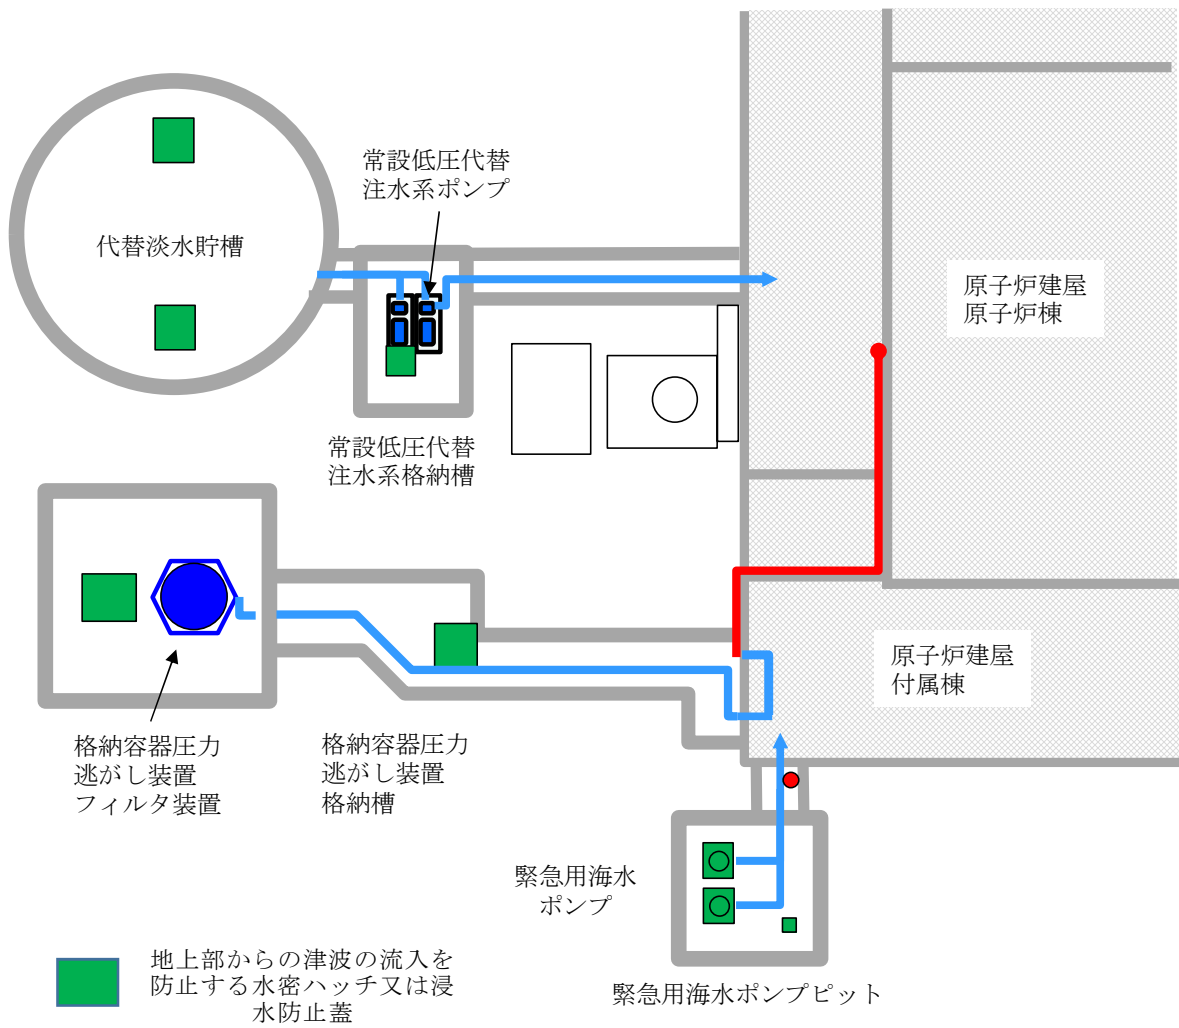 常設低圧代替
注水系ポンプ
代替淡水貯槽
原子炉建屋
原子炉棟
常設低圧代替
注水系格納槽
原子炉建屋
付属棟
格納容器圧力
逃がし装置
フィルタ装置
格納容器圧力
逃がし装置
格納槽
緊急用海水
ポンプ
地上部からの津波の流入を
防止する水密ハッチ又は浸
水防止蓋
緊急用海水ポンプピット